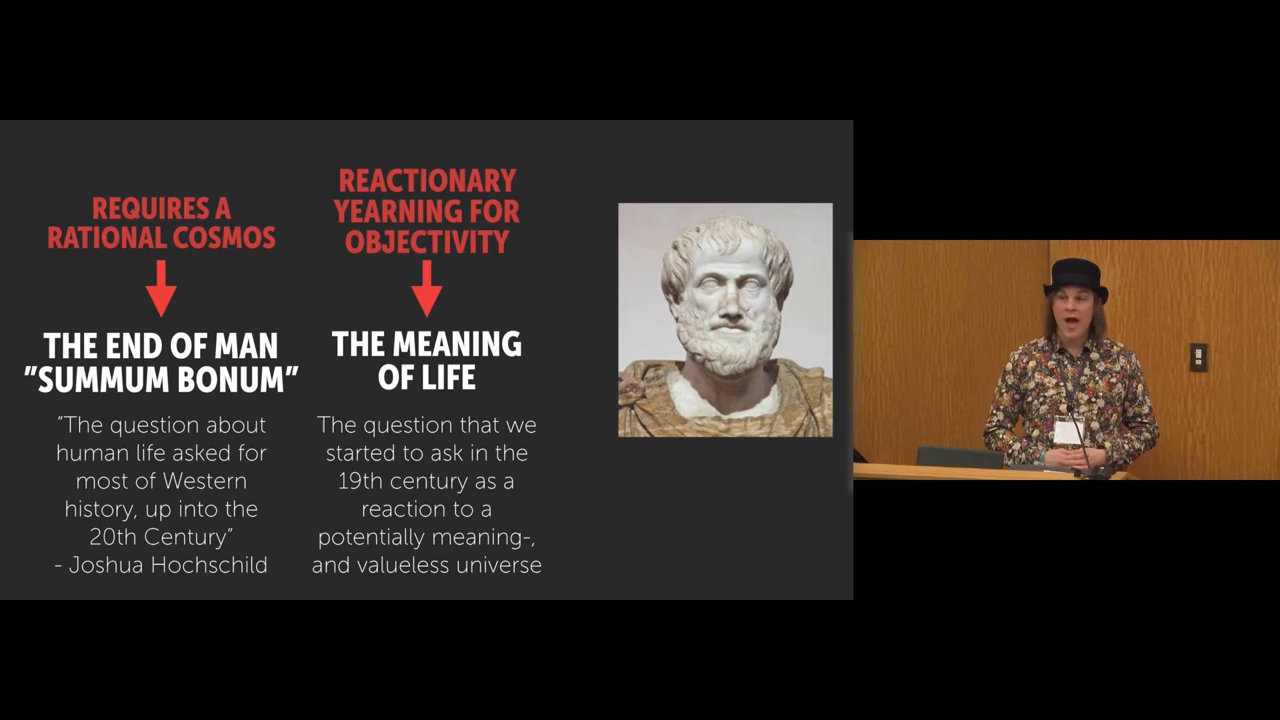 REQUIRES A
RATIONAL COSMOS
THE END OF MAN
"SUMMUM BONUM"
"The question about
human life asked for
most of Western
history, up into the
20th Century"
- Joshua Hochschild
REACTIONARY
YEARNING FOR
OBJECTIVITY
THE MEANING
OF LIFE
The question that we
started to ask in the
19th century as a
reaction to a
potentially meaning-,
and valueless universe